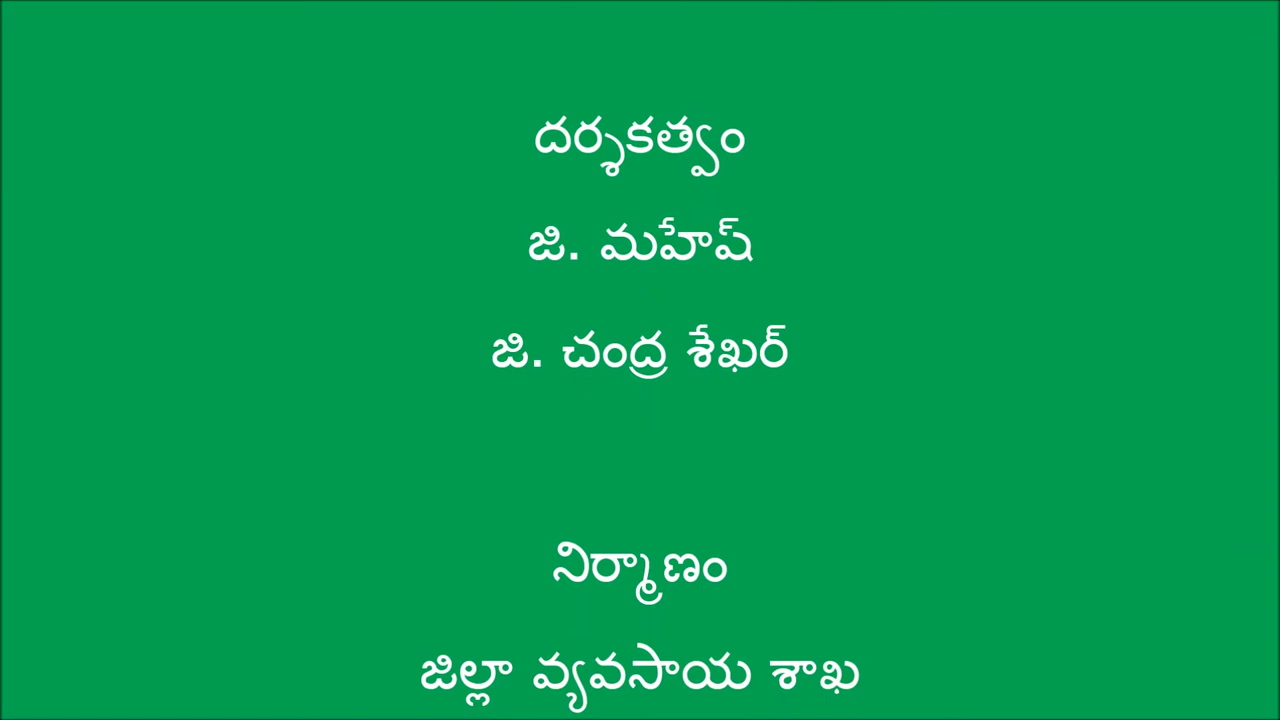 దర్శకత్వం
జి. మహేష్
జి. చంద్ర శేఖర్
నిర్మాణం
జిల్లా వ్యవసాయ శాఖ